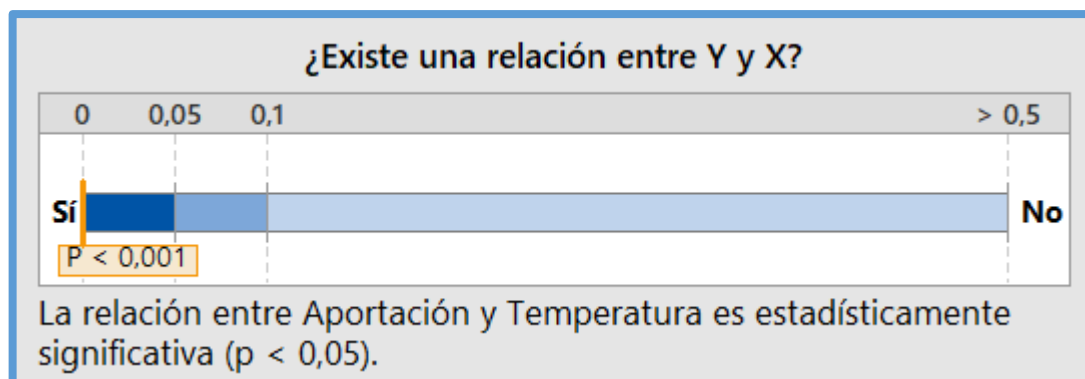 ¿Existe una relación entre Y y X?
0 0,05 0,1 > 0,5
Sí No
P < 0,001
La relación entre Aportación y Temperatura es estadísticamente
significativa (p < 0,05).